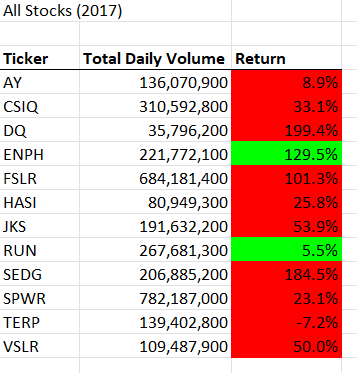 All Stocks (2017)
Ticker Total Daily Volume Return
AY 136,070,900 8.9%
CSIQ 310,592,800 33.1%
DQ 35,796,200 199.4%
ENPH 221,772,100 129.5%
FSLR 684,181,400 101.3%
HASI 80,949,300 25.8%
JKS 191,632,200 53.9%
RUN 267,681,300 5.5%
SEDG 206,885,200 184.5%
SPWR 782,187,000 23.1%
TERP 139,402,800 -7.2%
VSLR 109,487,900 50.0%